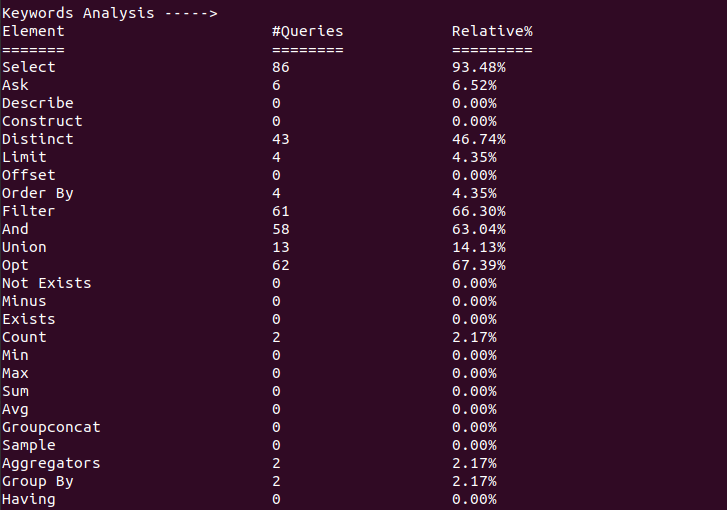 Keywords Analysis ----->
Element #Queries Relative%
======= ======== =========
Select 86 93.48%
Ask 6 6.52%
Describe 0 0.00%
Construct 0 0.00%
Distinct 43 46.74%
Limit 4 4.35%
Offset 0 0.00%
Order By 4 4.35%
Filter 61 66.30%
And 58 63.04%
Union 13 14.13%
Opt 62 67.39%
Not Exists 0 0.00%
Minus 0 0.00%
Exists 0 0.00%
Count 2 2.17%
Min 0 0.00%
Max 0 0.00%
Sum 0 0.00%
Avg 0 0.00%
Groupconcat 0 0.00%
Sample 0 0.00%
Aggregators 2 2.17%
Group By 2 2.17%
Having 0 0.00%